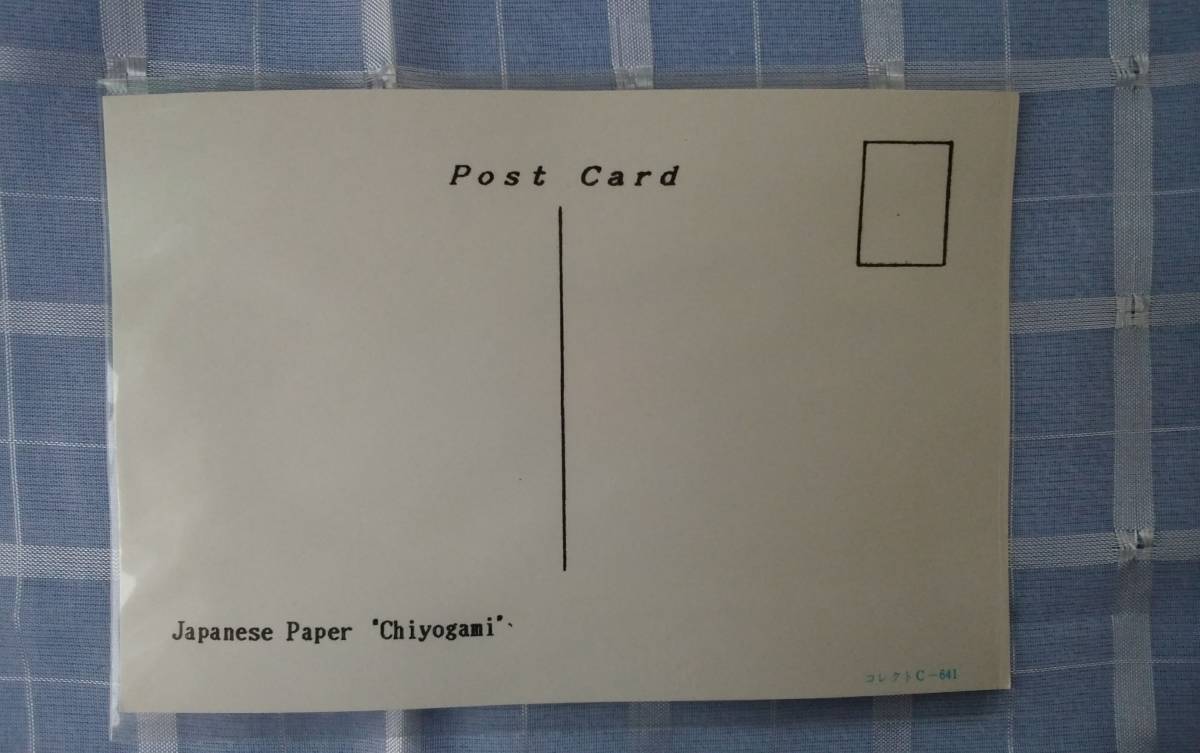 Post Card
Japanese Paper "Chiyogami"
コレクトC-641